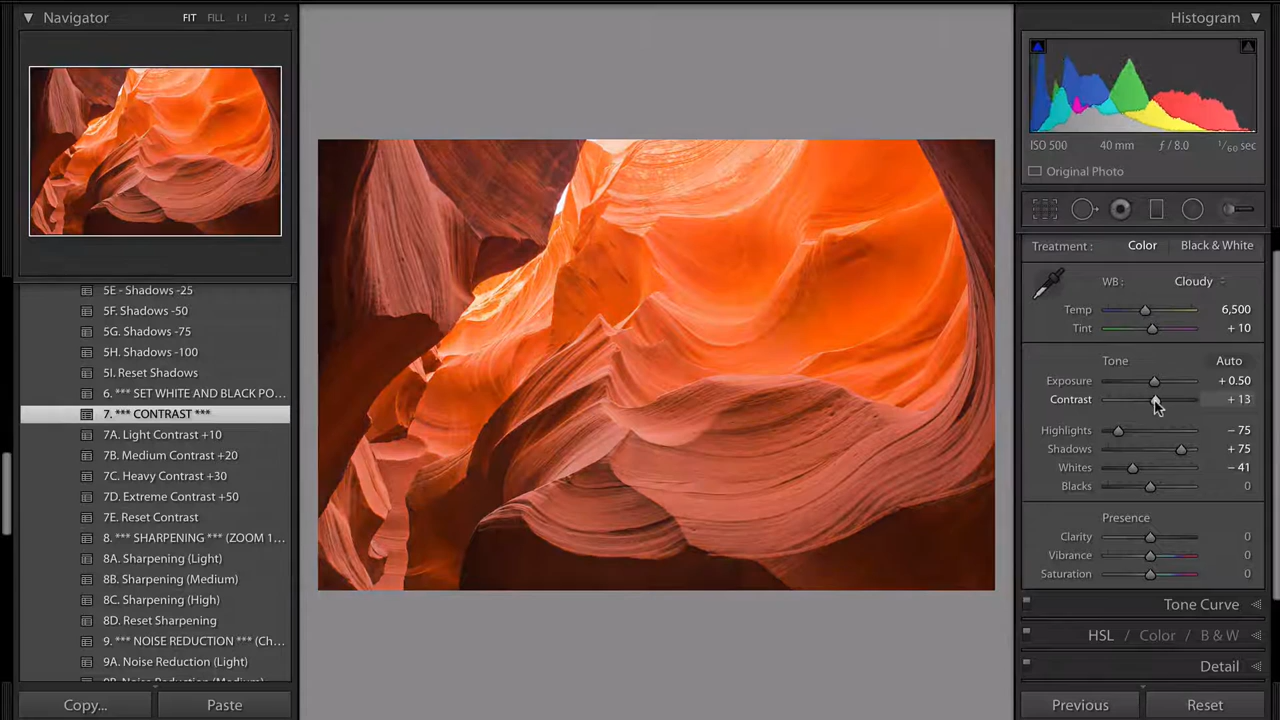 Navigator
FIT FILL 1:1 1:2
5E - Shadows -25
5F. Shadows -50
5G. Shadows -75
5H. Shadows -100
5I. Reset Shadows
6. *** SET WHITE AND BLACK PO...
7. *** CONTRAST ***
7A. Light Contrast +10
7B. Medium Contrast +20
7C. Heavy Contrast +30
7D. Extreme Contrast +50
7E. Reset Contrast
8. *** SHARPENING *** (ZOOM 1...
8A. Sharpening (Light)
8B. Sharpening (Medium)
8C. Sharpening (High)
8D. Reset Sharpening
9. *** NOISE REDUCTION *** (Ch...
9A. Noise Reduction (Light)
9B. Noise Reduction (Medium)
Copy... Paste
Histogram
ISO 500 40 mm ƒ / 8.0 1/60 sec
Original Photo
Treatment : Color Black & White
WB: Cloudy
Temp 6,500
Tint + 10
Tone Auto
Exposure + 0.50
Contrast + 13
Highlights − 75
Shadows + 75
Whites − 41
Blacks 0
Presence
Clarity 0
Vibrance 0
Saturation 0
Tone Curve
HSL / Color / B & W
Detail
Previous Reset